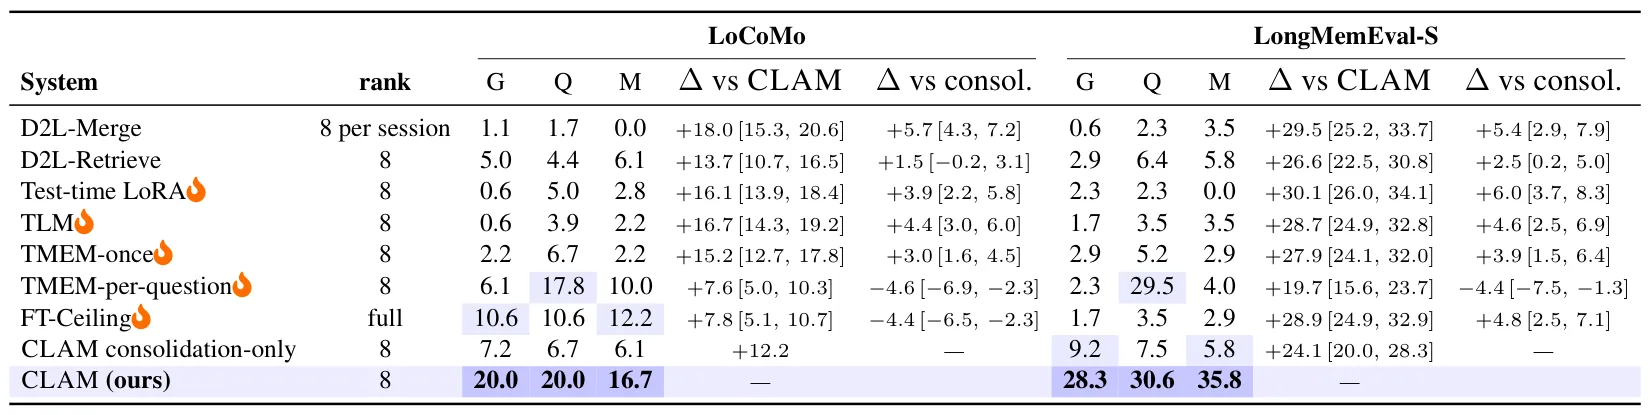 LoCoMo LongMemEval-S
System rank G Q M Δ vs CLAM Δ vs consol. G Q M Δ vs CLAM Δ vs consol.
D2L-Merge 8 per session 1.1 1.7 0.0 +18.0 [15.3, 20.6] +5.7 [4.3, 7.2] 0.6 2.3 3.5 +29.5 [25.2, 33.7] +5.4 [2.9, 7.9]
D2L-Retrieve 8 5.0 4.4 6.1 +13.7 [10.7, 16.5] +1.5 [−0.2, 3.1] 2.9 6.4 5.8 +26.6 [22.5, 30.8] +2.5 [0.2, 5.0]
Test-time LoRA 8 0.6 5.0 2.8 +16.1 [13.9, 18.4] +3.9 [2.2, 5.8] 2.3 2.3 0.0 +30.1 [26.0, 34.1] +6.0 [3.7, 8.3]
TLM 8 0.6 3.9 2.2 +16.7 [14.3, 19.2] +4.4 [3.0, 6.0] 1.7 3.5 3.5 +28.7 [24.9, 32.8] +4.6 [2.5, 6.9]
TMEM-once 8 2.2 6.7 2.2 +15.2 [12.7, 17.8] +3.0 [1.6, 4.5] 2.9 5.2 2.9 +27.9 [24.1, 32.0] +3.9 [1.5, 6.4]
TMEM-per-question 8 6.1 17.8 10.0 +7.6 [5.0, 10.3] −4.6 [−6.9, −2.3] 2.3 29.5 4.0 +19.7 [15.6, 23.7] −4.4 [−7.5, −1.3]
FT-Ceiling full 10.6 10.6 12.2 +7.8 [5.1, 10.7] −4.4 [−6.5, −2.3] 1.7 3.5 2.9 +28.9 [24.9, 32.9] +4.8 [2.5, 7.1]
CLAM consolidation-only 8 7.2 6.7 6.1 +12.2 — 9.2 7.5 5.8 +24.1 [20.0, 28.3] —
CLAM (ours) 8 20.0 20.0 16.7 — 28.3 30.6 35.8 —